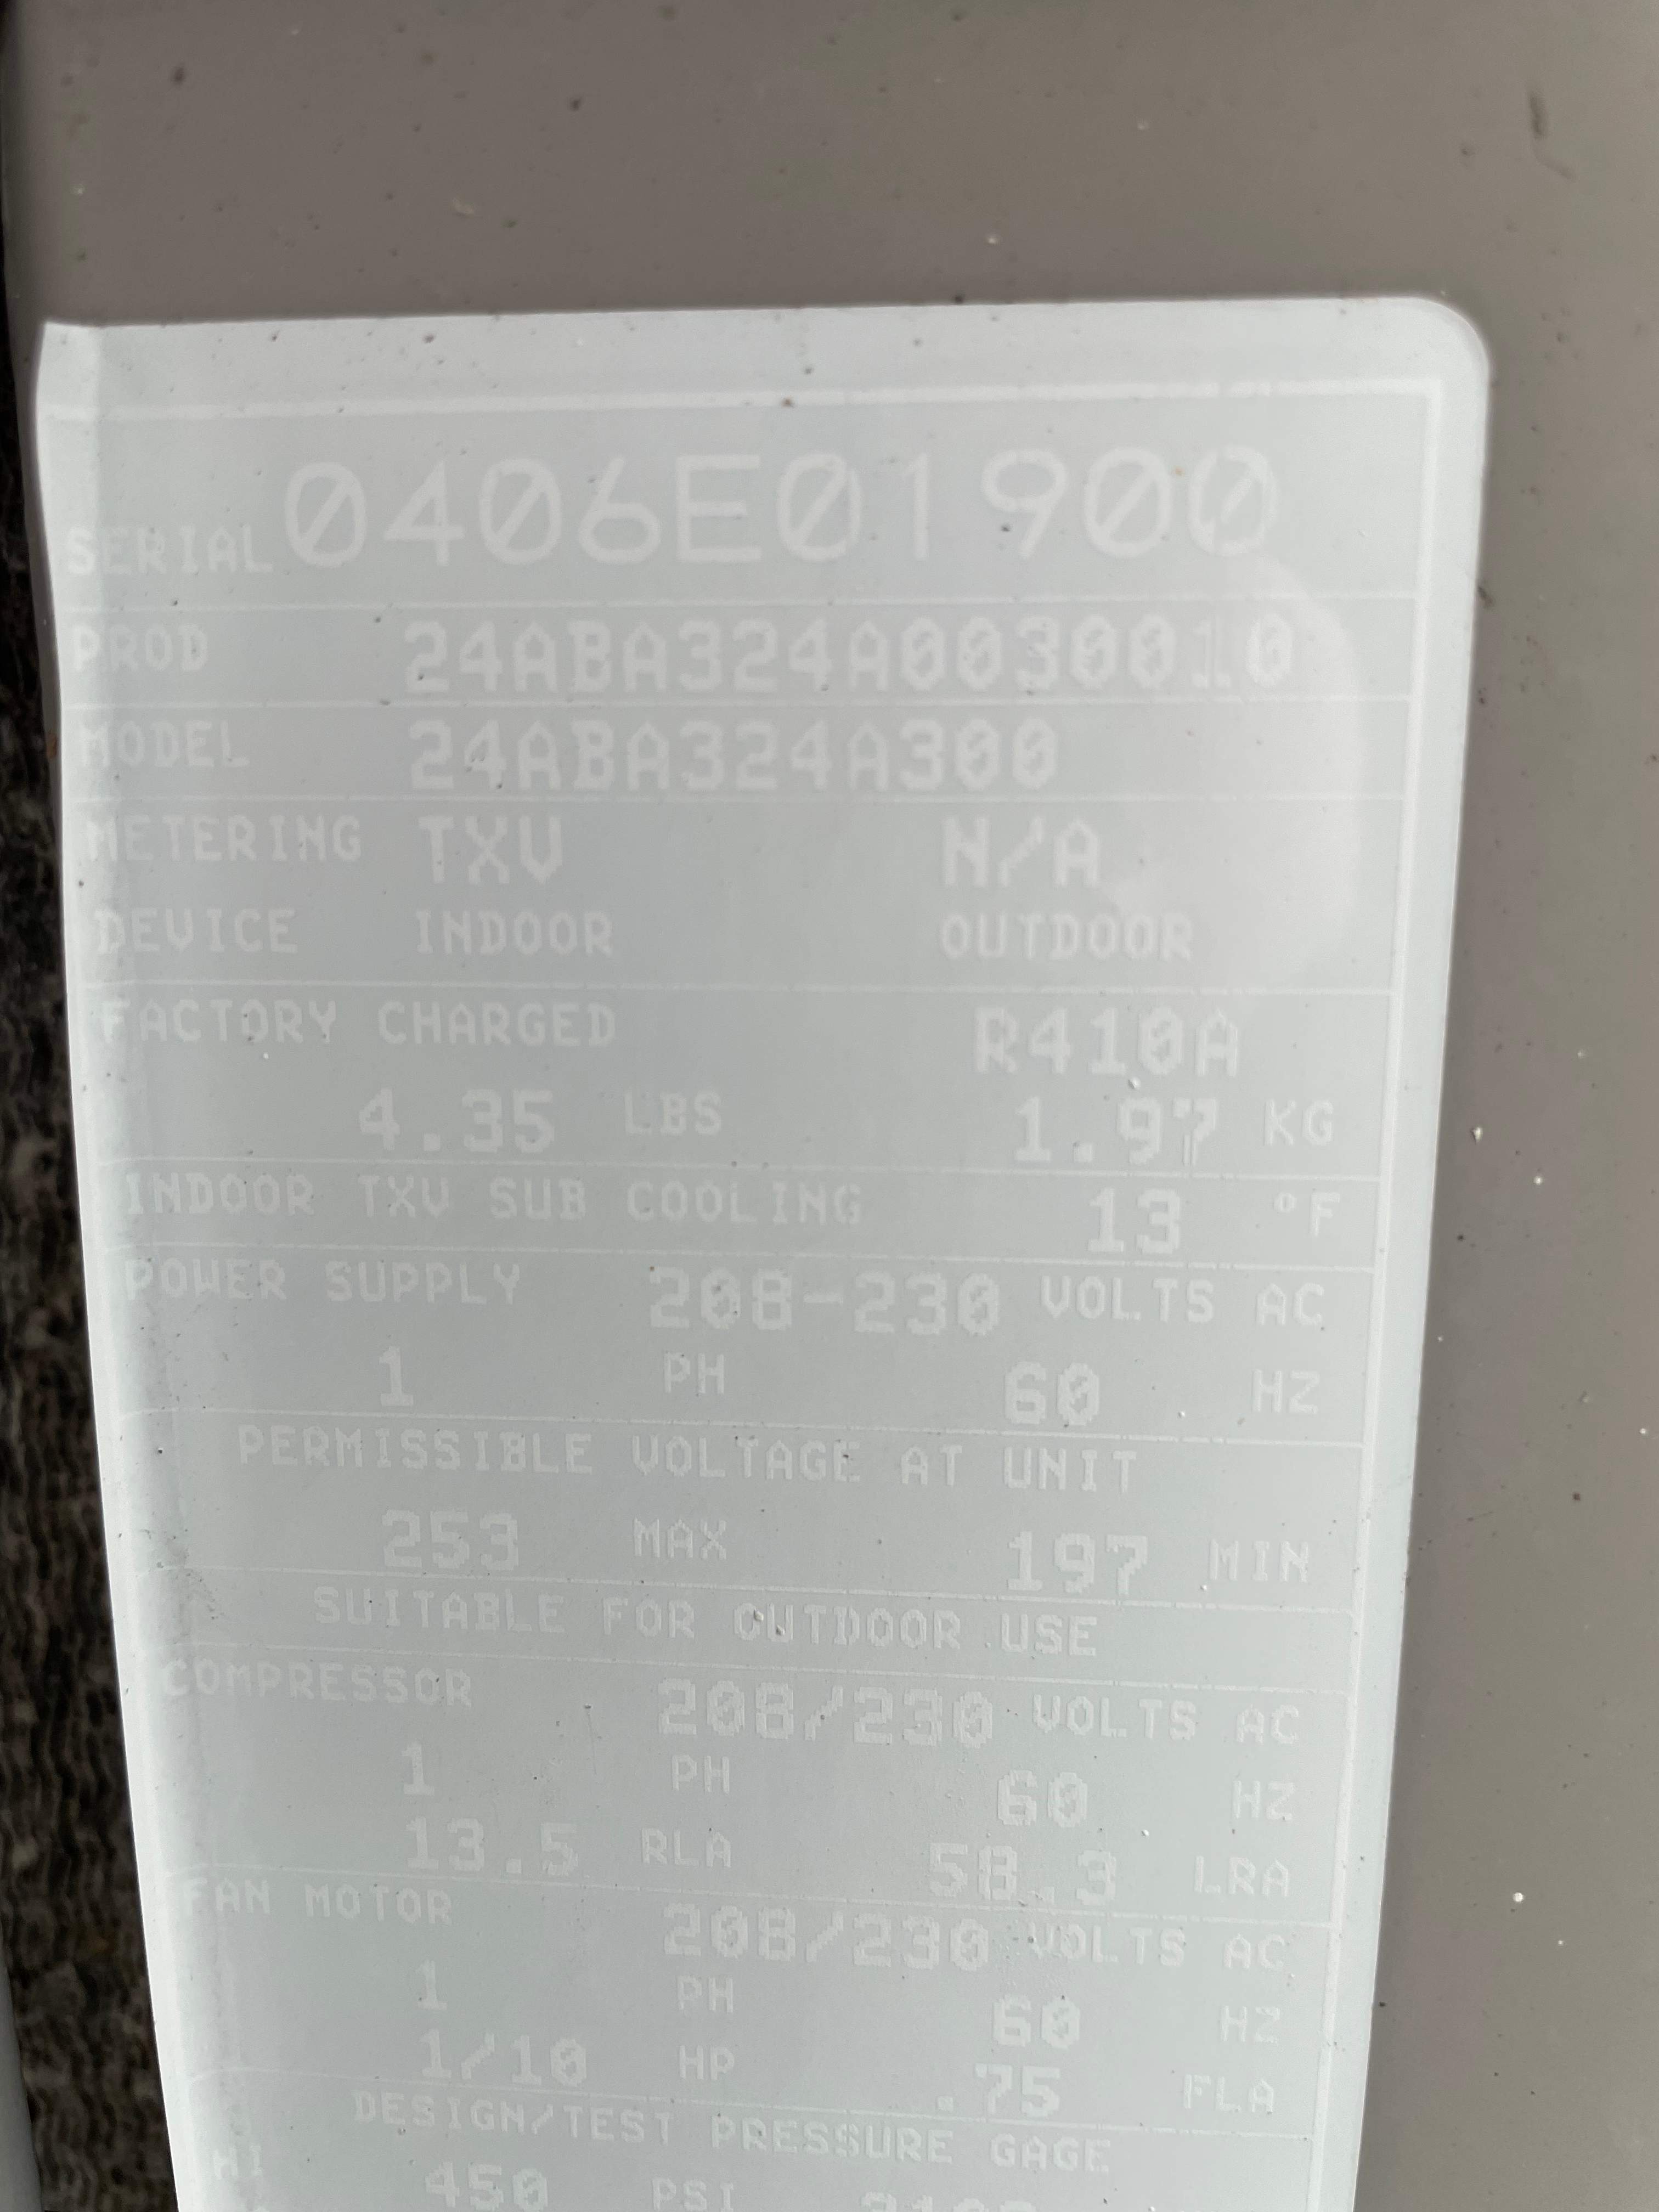 SERIAL 0406E01900
PROD 24ABA324A0030010
MODEL 24ABA324A300
METERING TXV N/A
DEVICE INDOOR OUTDOOR
FACTORY CHARGED R410A
4.35 LBS 1.97 KG
INDOOR TXV SUB COOLING 13 °F
POWER SUPPLY 208-230 VOLTS AC
1 PH 60 HZ
PERMISSIBLE VOLTAGE AT UNIT
253 MAX 197 MIN
SUITABLE FOR OUTDOOR USE
COMPRESSOR 208/230 VOLTS AC
1 PH 60 HZ
13.5 RLA 58.3 LRA
FAN MOTOR 208/230 VOLTS AC
1 PH 60 HZ
1/10 HP .75 FLA
DESIGN/TEST PRESSURE GAGE
HI 450 PSI